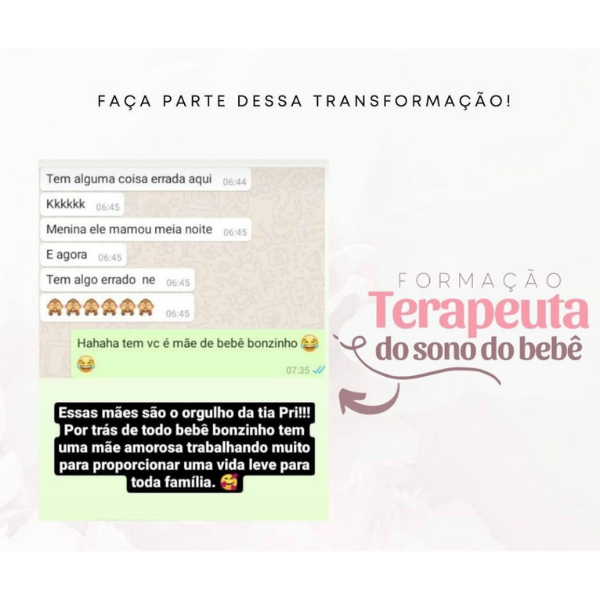 FAÇA PARTE DESSA TRANSFORMAÇÃO!
Tem alguma coisa errada aqui 06:44
Kkkkkk 06:45
Menina ele mamou meia noite 06:45
E agora 06:45
Tem algo errado ne 06:45
🙈🙈🙈🙈🙈🙈 06:45
Hahaha tem vc é mãe de bebê bonzinho 😂
😂
07:35
Essas mães são o orgulho da tia Pri!!!
Por trás de todo bebê bonzinho tem
uma mãe amorosa trabalhando muito
para proporcionar uma vida leve para
toda família. 🥰
FORMAÇÃO
Terapeuta
do sono do bebê